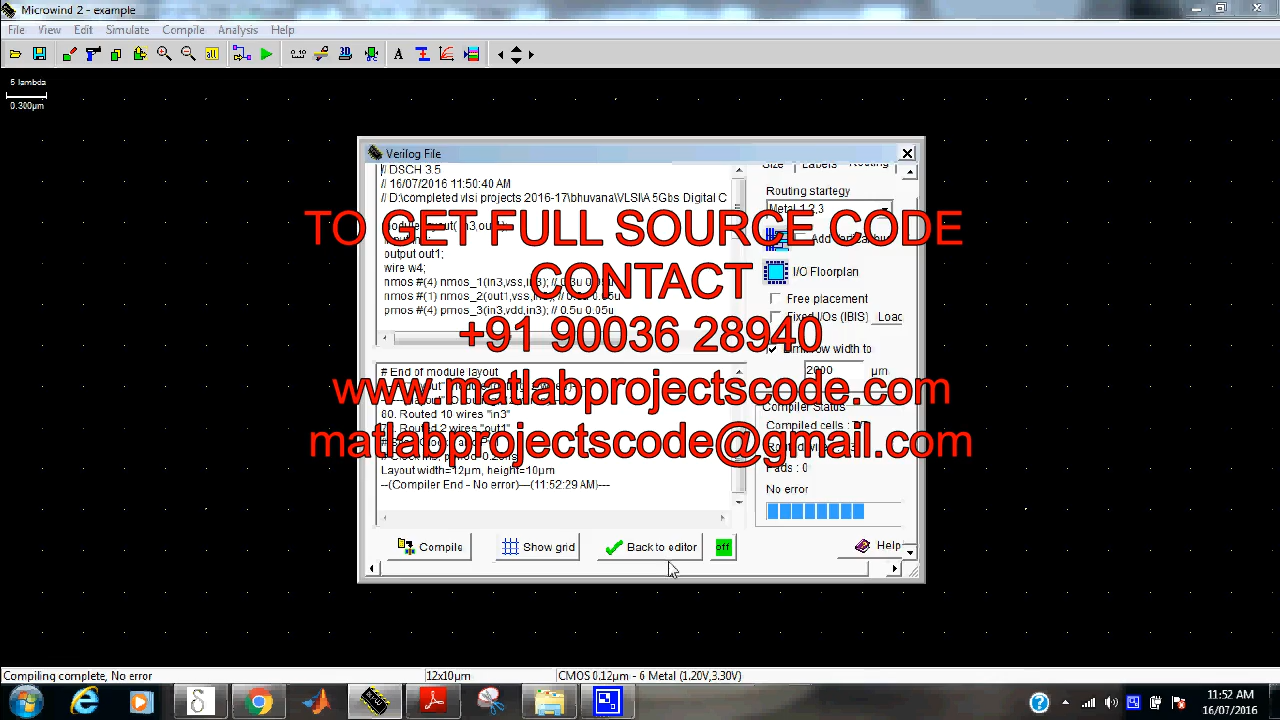 Microwind 2 - example
File View Edit Simulate Compile Analysis Help
5 lambda
0.300µm
Verilog File
// DSCH 3.5
// 16/07/2016 11:50:40 AM
// D:\completed vlsi projects 2016-17\bhuvana\VLSI\A 5Gbs Digital C
output out1;
wire w4;
nmos #(4) nmos_1(in3,vss,in3); // 0.5u 0.05u
nmos #(1) nmos_2(out1,vss,in3);
pmos #(4) pmos_3(in3,vdd,in3); // 0.5u 0.05u
Routing startegy
Metal 1,2,3
I/O Floorplan
Free placement
Fixed I/Os (IBIS) Load
row width to
2000 µm
TO GET FULL SOURCE CODE
CONTACT
+91 90036 28940
www.matlabprojectscode.com
matlabprojectscode@gmail.com
# End of module layout
80. Routed 10 wires "in3"
Routed 2 wires "out1"
Layout width=12µm, height=10µm
--(Compiler End - No error)---(11:52:29 AM)---
Compiler Status
Compiled cells :
Pads : 0
No error
Compile Show grid Back to editor off Help
Compiling complete, No error 12x10µm CMOS 0.12µm - 6 Metal (1.20V,3.30V)
11:52 AM
16/07/2016